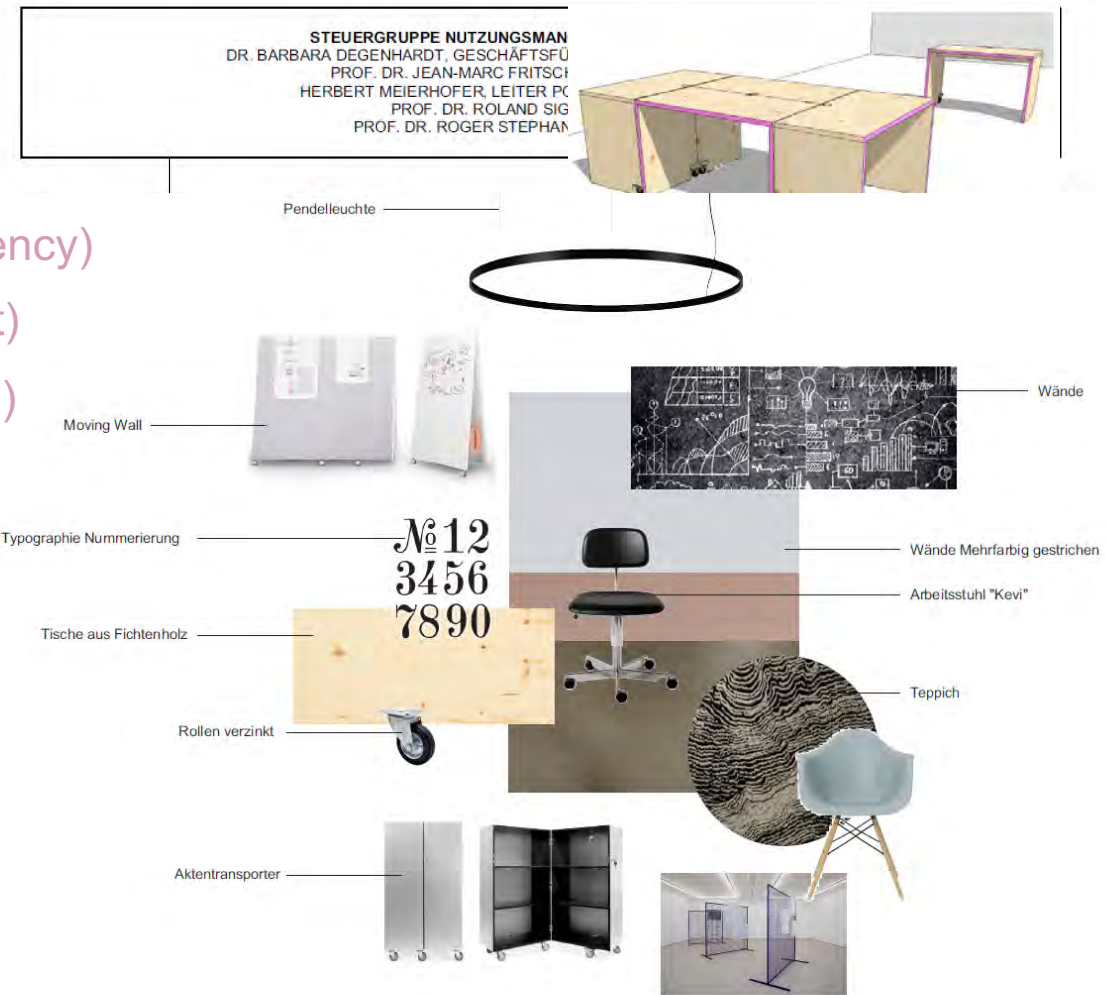 STEUERGRUPPE NUTZUNGSMAN
DR. BARBARA DEGENHARDT, GESCHÄFTSFÜ
PROF. DR. JEAN-MARC FRITSCH
HERBERT MEIERHOFER, LEITER PO
PROF. DR. ROLAND SIG
PROF. DR. ROGER STEPHAN
Pendelleuchte
ency)
t)
)
Moving Wall
Wände
Typographie Nummerierung
№ 12
3456
7890
Wände Mehrfarbig gestrichen
Arbeitsstuhl "Kevi"
Tische aus Fichtenholz
Teppich
Rollen verzinkt
Aktentransporter